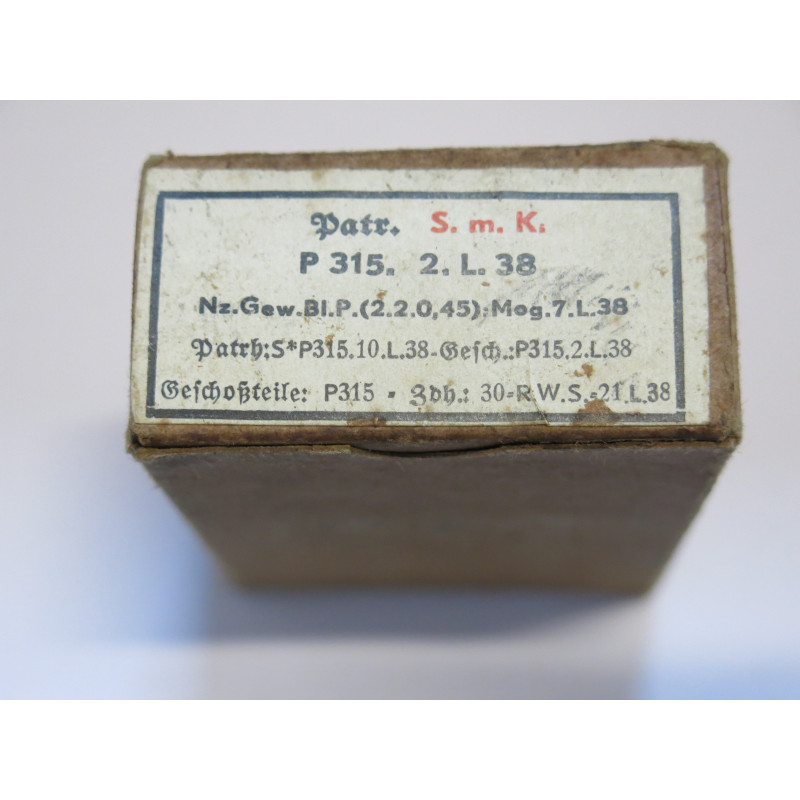 Patr. S. m. K.
P 315. 2. L. 38
Nz.Gew.Bl.P.(2.2.0,45):Mog.7.L.38
Patrh:S*P315.10.L.38-Gesch.:P315.2.L.38
Geschoßteile: P315 - Zdh.: 30-R.W.S.-21.L.38